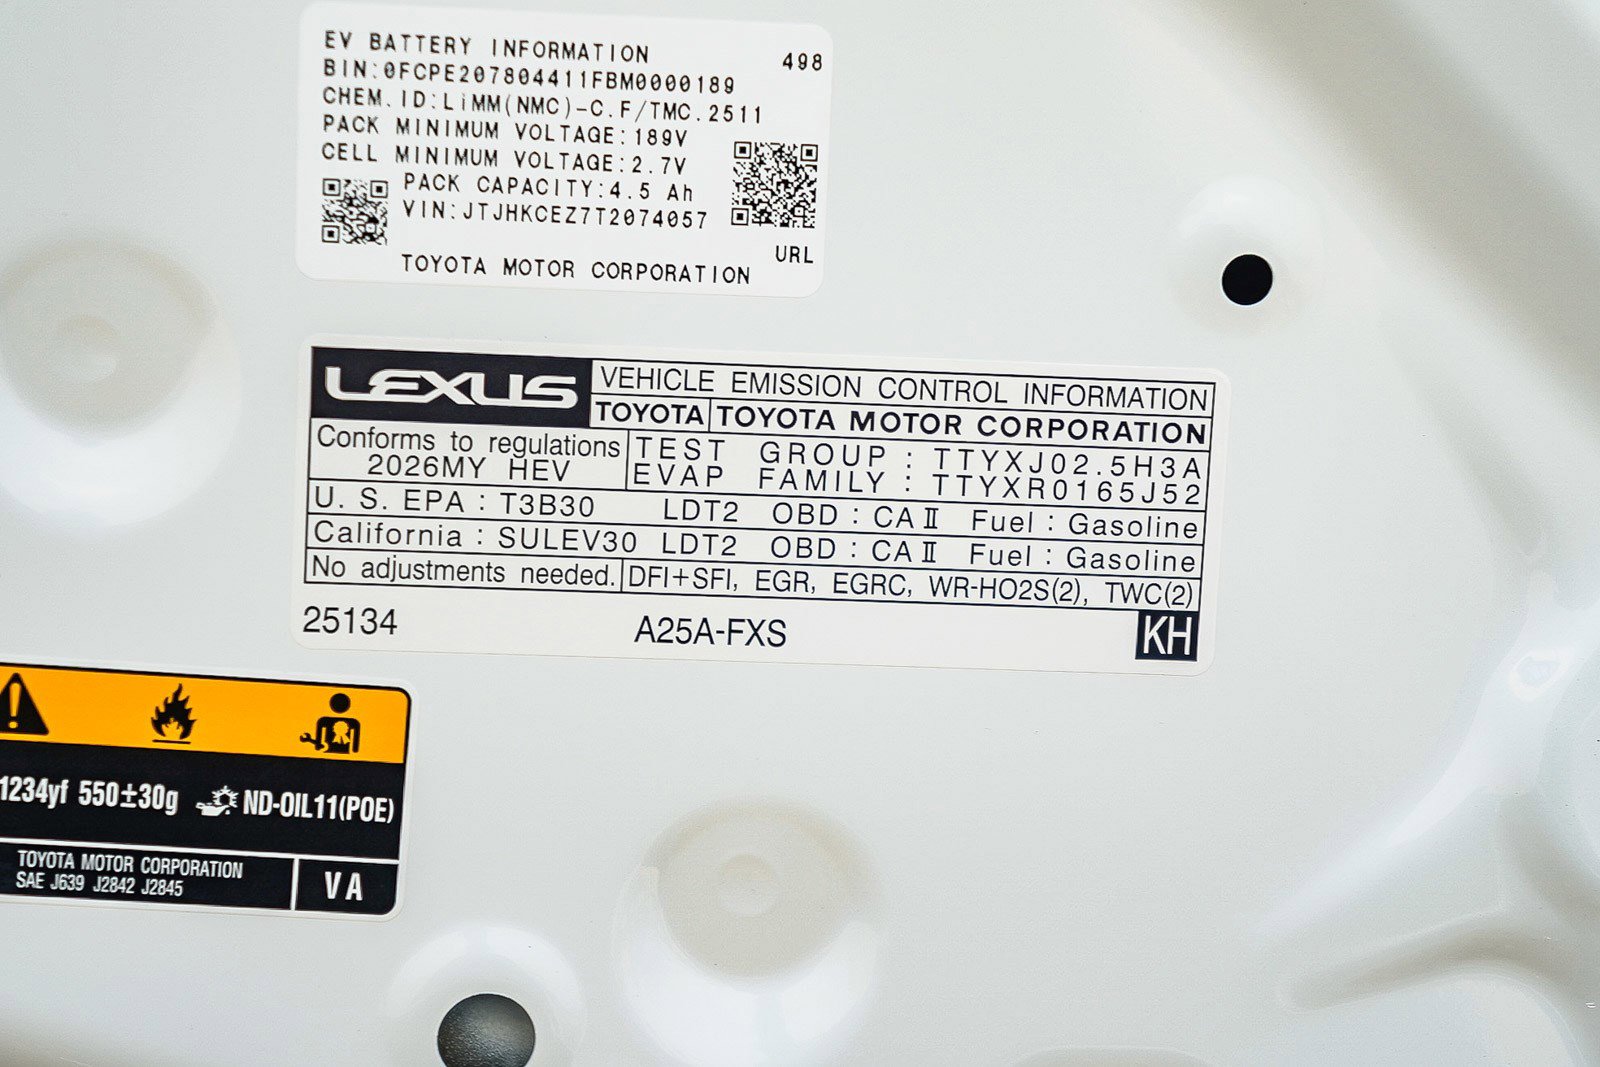 EV BATTERY INFORMATION 498
BIN:0FCPE207804411FBM0000189
CHEM.ID:LiMM(NMC)-C.F/TMC.2511
PACK MINIMUM VOLTAGE:189V
CELL MINIMUM VOLTAGE:2.7V
PACK CAPACITY:4.5 Ah
VIN:JTJHKCEZ7T2074057
URL
TOYOTA MOTOR CORPORATION
LEXUS VEHICLE EMISSION CONTROL INFORMATION
TOYOTA TOYOTA MOTOR CORPORATION
Conforms to regulations
2026MY HEV
TEST GROUP : TTYXJ02.5H3A
EVAP FAMILY : TTYXR0165J52
U. S. EPA : T3B30 LDT2 OBD : CAⅡ Fuel : Gasoline
California : SULEV30 LDT2 OBD : CAⅡ Fuel : Gasoline
No adjustments needed. DFI+SFI, EGR, EGRC, WR-HO2S(2), TWC(2)
25134 A25A-FXS KH
1234yf 550±30g ND-OIL11(POE)
TOYOTA MOTOR CORPORATION
SAE J639 J2842 J2845
VA